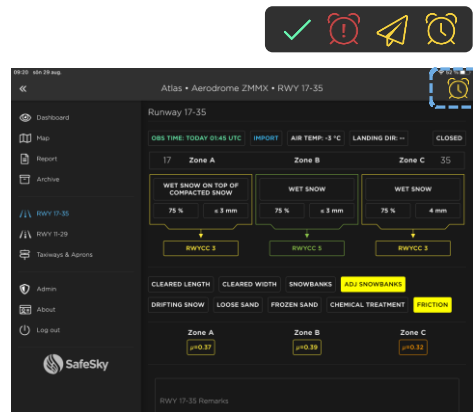 09:20 sön 29 aug.
Atlas • Aerodrome ZMMX • RWY 17-35
Dashboard
Map
Report
Archive
RWY 17-35
RWY 11-29
Taxiways & Aprons
Admin
About
Log out
SafeSky
Runway 17-35
OBS TIME: TODAY 01:45 UTC IMPORT AIR TEMP: -3 °C LANDING DIR: -- CLOSED
17 Zone A Zone B Zone C 35
WET SNOW ON TOP OF
COMPACTED SNOW
WET SNOW
WET SNOW
75 % ≤ 3 mm 75 % ≤ 3 mm 75 % 4 mm
RWYCC 3 RWYCC 5 RWYCC 3
CLEARED LENGTH CLEARED WIDTH SNOWBANKS ADJ SNOWBANKS
DRIFTING SNOW LOOSE SAND FROZEN SAND CHEMICAL TREATMENT FRICTION
Zone A Zone B Zone C
μ=0.37 μ=0.39 μ=0.32
RWY 17-35 Remarks